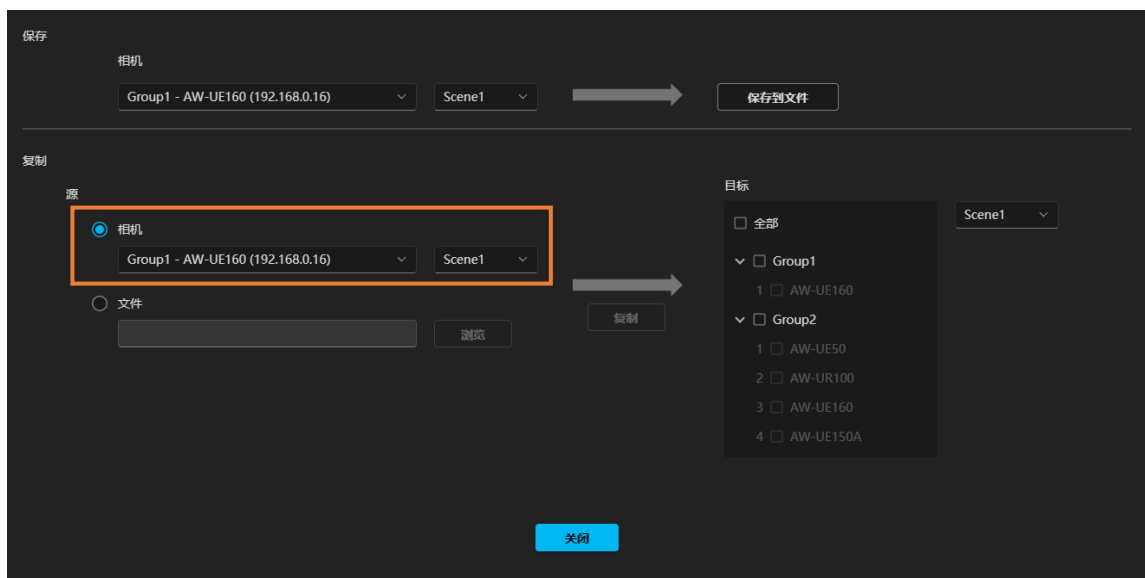 保存
相机
Group1 - AW-UE160 (192.168.0.16) Scene1 保存到文件
复制
源
目标
相机
全部 Scene1
Group1 - AW-UE160 (192.168.0.16) Scene1
Group1
1 AW-UE160
文件
复制
Group2
浏览
1 AW-UE50
2 AW-UR100
3 AW-UE160
4 AW-UE150A
关闭